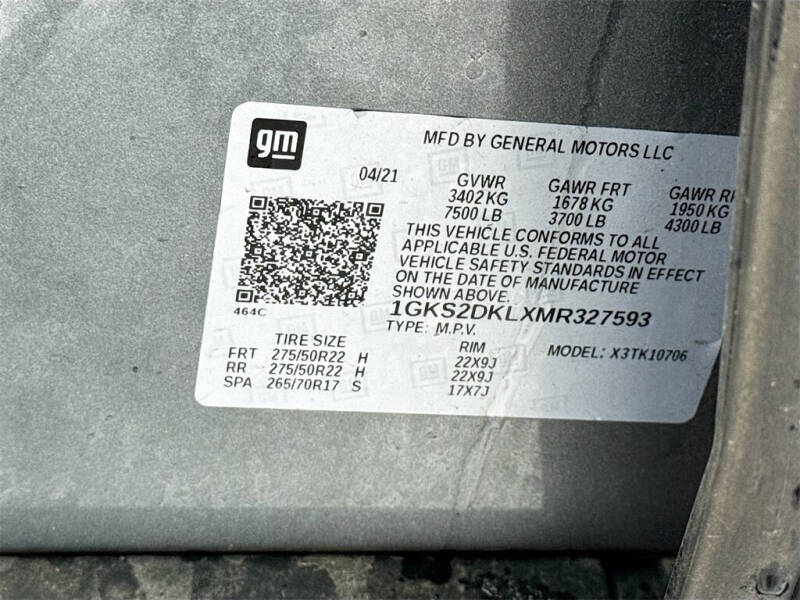 gm
MFD BY GENERAL MOTORS LLC
04/21
GVWR GAWR FRT GAWR RR
3402 KG 1678 KG 1950 KG
7500 LB 3700 LB 4300 LB
THIS VEHICLE CONFORMS TO ALL
APPLICABLE U.S. FEDERAL MOTOR
VEHICLE SAFETY STANDARDS IN EFFECT
ON THE DATE OF MANUFACTURE
SHOWN ABOVE.
464C
1GKS2DKLXMR327593
TYPE: M.P.V.
MODEL: X3TK10706
TIRE SIZE RIM
FRT 275/50R22 H 22X9J
RR 275/50R22 H 22X9J
SPA 265/70R17 S 17X7J